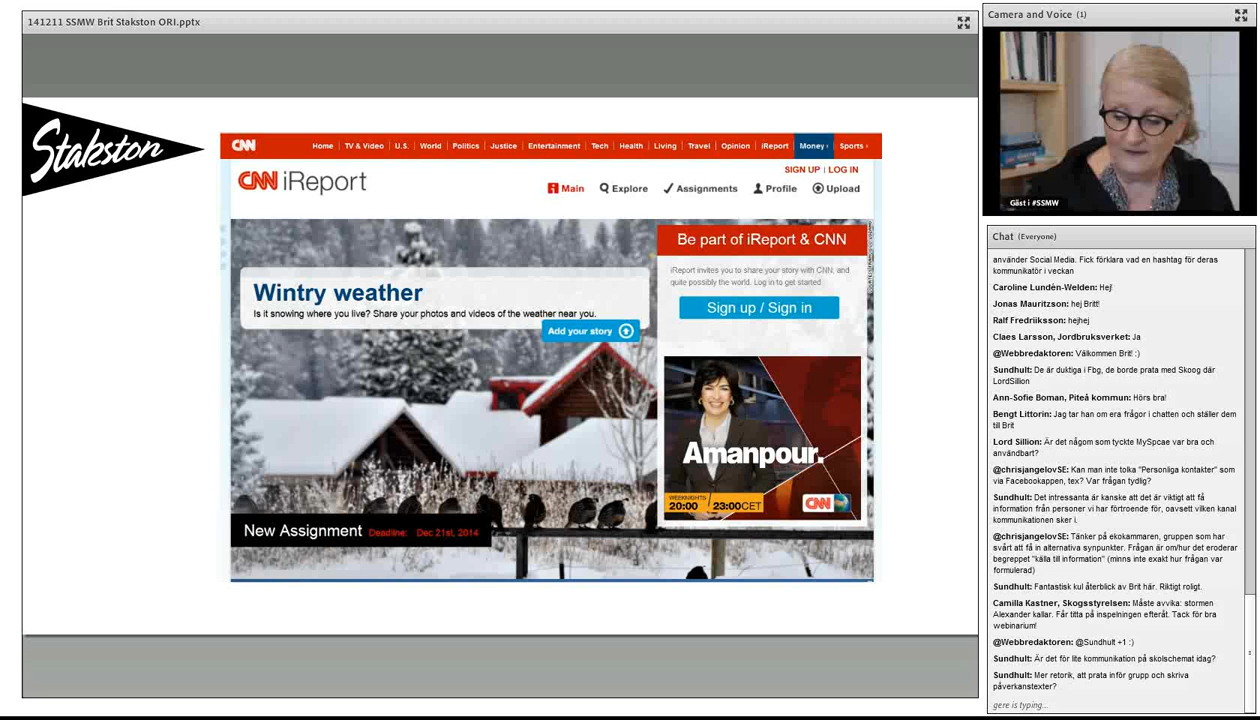 141211 SSMW Brit Stakston ORI.pptx
Stakston
CNN Home TV & Video U.S. World Politics Justice Entertainment Tech Health Living Travel Opinion iReport Money Sports
SIGN UP | LOG IN
CNN iReport
Main Explore Assignments Profile Upload
Wintry weather
Is it snowing where you live? Share your photos and videos of the weather near you.
Add your story
Be part of iReport & CNN
iReport invites you to share your story with CNN, and
quite possibly the world. Log in to get started.
Sign up / Sign in
Amanpour.
WEEKNIGHTS
20:00 / 23:00CET
CNN
New Assignment Deadline: Dec 21st, 2014
Camera and Voice (1)
Gäst i #SSMW
Chat (Everyone)
använder Social Media. Fick förklara vad en hashtag för deras
kommunikatör i veckan
Caroline Lundén-Welden: Hej!
Jonas Mauritzson: hej Britt!
Ralf Fredriiksson: hejhej
Claes Larsson, Jordbruksverket: Ja
@Webbredaktoren: Välkommen Brit! :)
Sundhult: De är duktiga i Fbg, de borde prata med Skoog där
LordSillion
Ann-Sofie Boman, Piteå kommun: Hörs bra!
Bengt Littorin: Jag tar han om era frågor i chatten och ställer dem
till Brit
Lord Sillion: Är det någom som tyckte MySpcae var bra och
användbart?
@chrisjangelovSE: Kan man inte tolka "Personliga kontakter" som
via Facebookappen, tex? Var frågan tydlig?
Sundhult: Det intressanta är kanske att det är viktigt att få
information från personer vi har förtroende för, oavsett vilken kanal
kommunikationen sker i.
@chrisjangelovSE: Tänker på ekokammaren, gruppen som har
svårt att få in alternativa synpunkter. Frågan är om/hur det eroderar
begreppet "källa till information" (minns inte exakt hur frågan var
formulerad)
Sundhult: Fantastisk kul återblick av Brit här. Riktigt roligt.
Camilla Kastner, Skogsstyrelsen: Måste avvika: stormen
Alexander kallar. Får titta på inspelningen efteråt. Tack för bra
webinarium!
@Webbredaktoren: @Sundhult +1 :)
Sundhult: Är det för lite kommunikation på skolschemat idag?
Sundhult: Mer retorik, att prata inför grupp och skriva
påverkanstexter?
gere is typing...